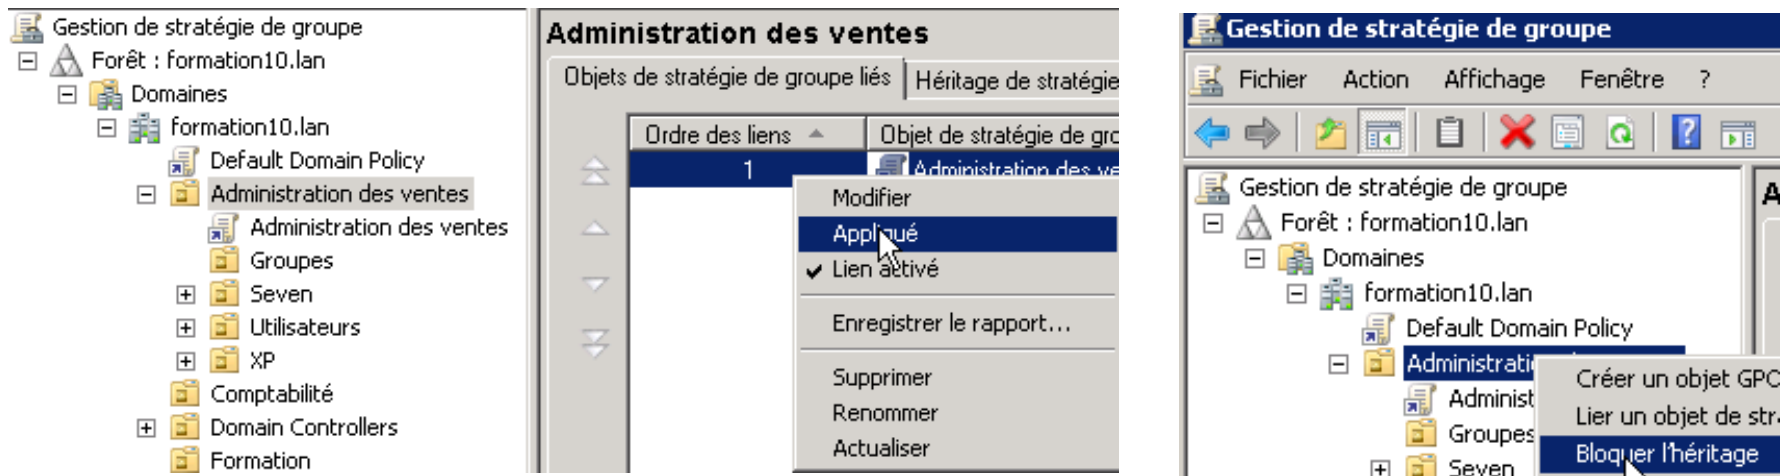 Gestion de stratégie de groupe
Forêt : formation10.lan
Domaines
formation10.lan
Default Domain Policy
Administration des ventes
Administration des ventes
Groupes
Seven
Utilisateurs
XP
Comptabilité
Domain Controllers
Formation
Administration des ventes
Objets de stratégie de groupe liés Héritage de stratégie
Ordre des liens Objet de stratégie de gro
1 Administration des ve
Modifier
Appliqué
Lien activé
Enregistrer le rapport...
Supprimer
Renommer
Actualiser
Gestion de stratégie de groupe
Fichier Action Affichage Fenêtre ?
Gestion de stratégie de groupe
Forêt : formation10.lan
Domaines
formation10.lan
Default Domain Policy
Administrati
Administ
Groupes
Seven
Créer un objet GPO
Lier un objet de str
Bloquer l'héritage
A